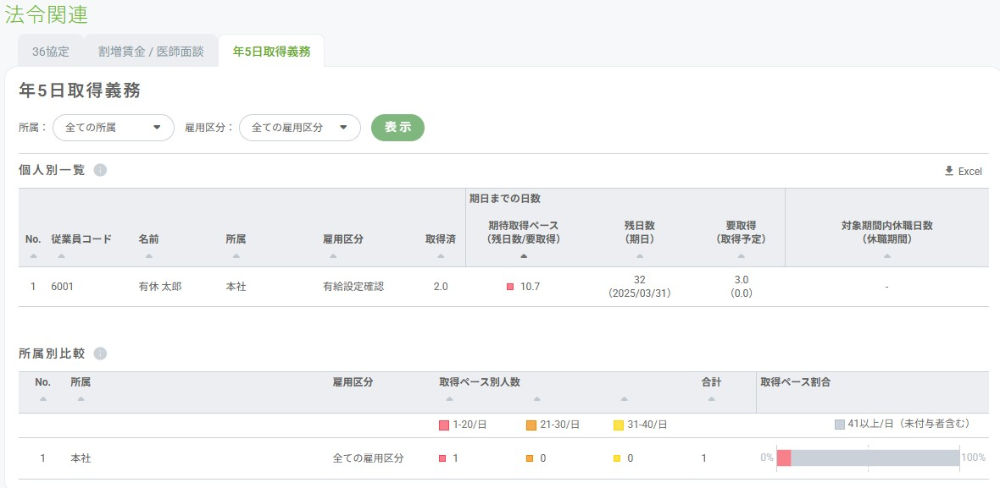 法令関連
36協定 割増賃金 / 医師面談 年5日取得義務
年5日取得義務
所属： 全ての所属 雇用区分： 全ての雇用区分 表示
個人別一覧 Excel
期日までの日数
No. 従業員コード 名前 所属 雇用区分 取得済 期待取得ペース 残日数 要取得 対象期間内休職日数
(残日数/要取得) (期日) (取得予定) (休職期間)
1 6001 有休 太郎 本社 有給設定確認 2.0 10.7 32 3.0 -
(2025/03/31) (0.0)
所属別比較
No. 所属 雇用区分 取得ペース別人数 合計 取得ペース割合
1-20/日 21-30/日 31-40/日 41以上/日（未付与者含む）
1 本社 全ての雇用区分 1 0 0 1 0% 100%